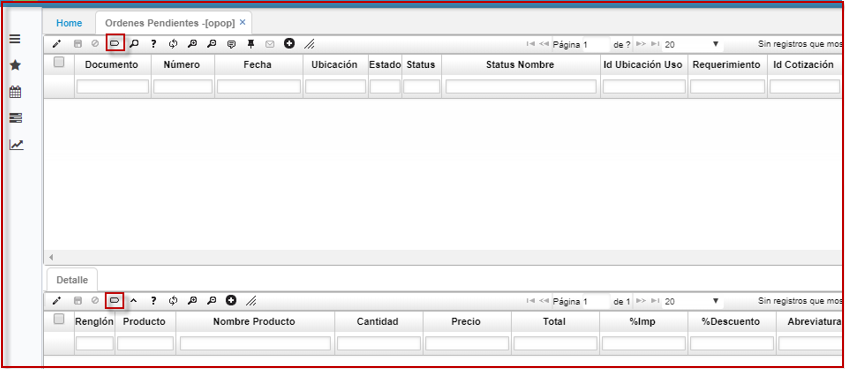 Home Ordenes Pendientes -[opop] ×
? Página 1 de ? 20 Sin registros que mos
Documento Número Fecha Ubicación Estado Status Status Nombre Id Ubicación Uso Requerimiento Id Cotización
Detalle
? Página 1 de 1 20 Sin registros que mos
Renglón Producto Nombre Producto Cantidad Precio Total %Imp %Descuento Abreviatura